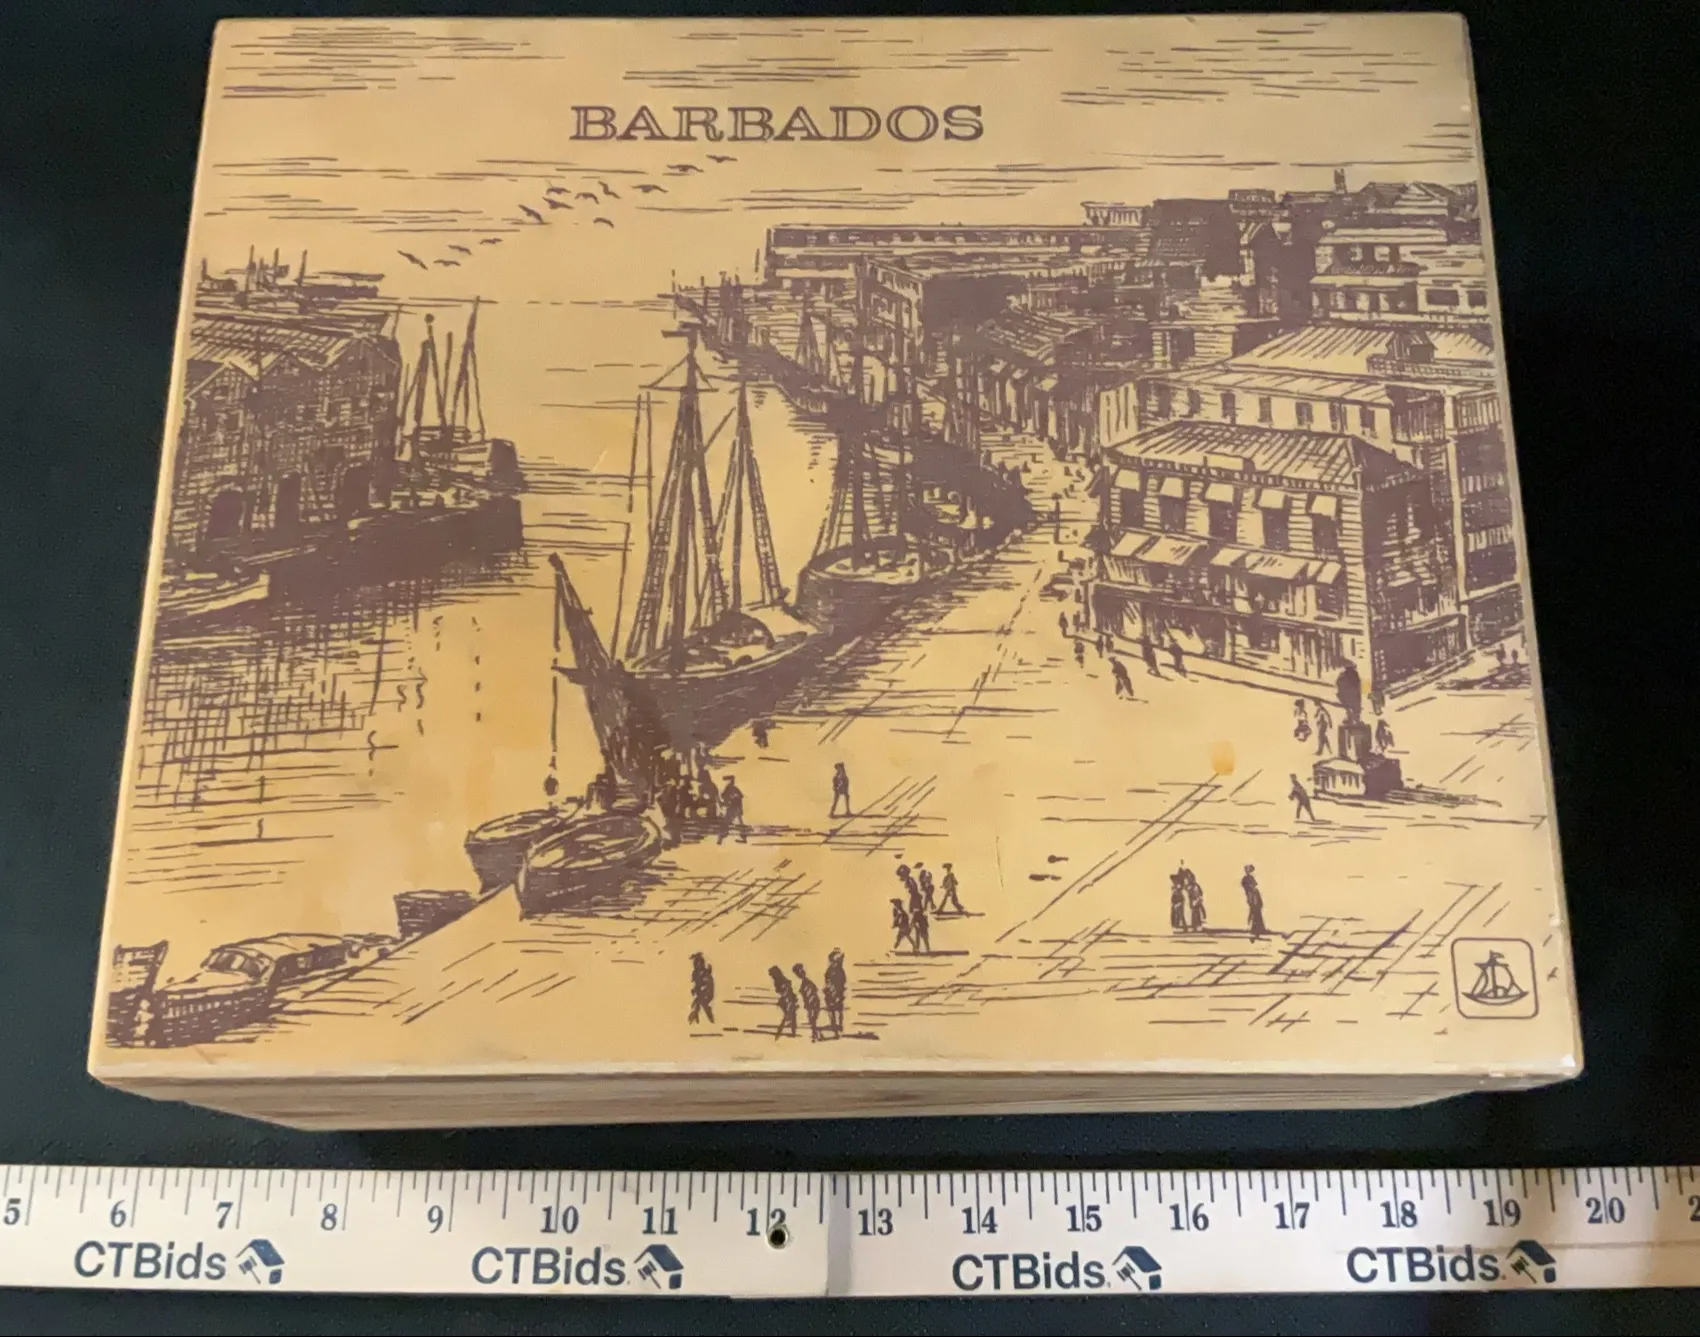 BARBADOS
5 6 7 8 9 10 11 12 13 14 15 16 17 18 19 20 2
CTBids CTBids. CTBids. CTBids.